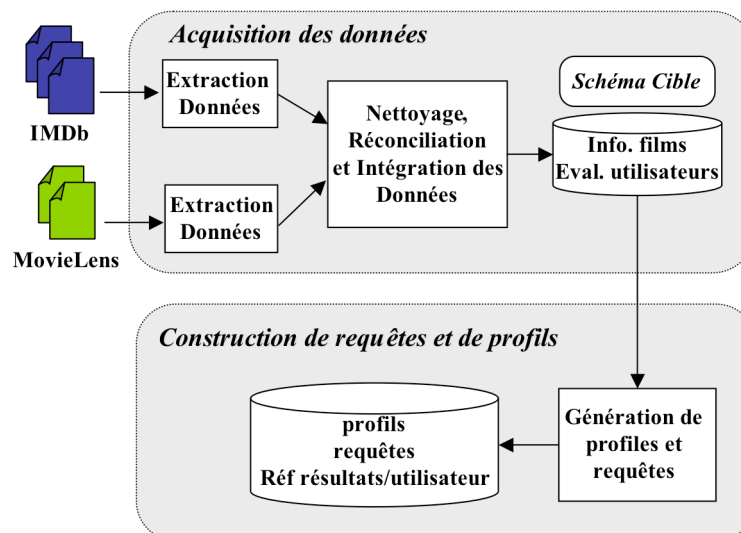 Acquisition des données
IMDb
Extraction
Données
Nettoyage,
Réconciliation
et Intégration des
Données
Schéma Cible
Info. films
Eval. utilisateurs
MovieLens
Extraction
Données
Construction de requêtes et de profils
profils
requêtes
Réf résultats/utilisateur
Génération de
profiles et
requêtes